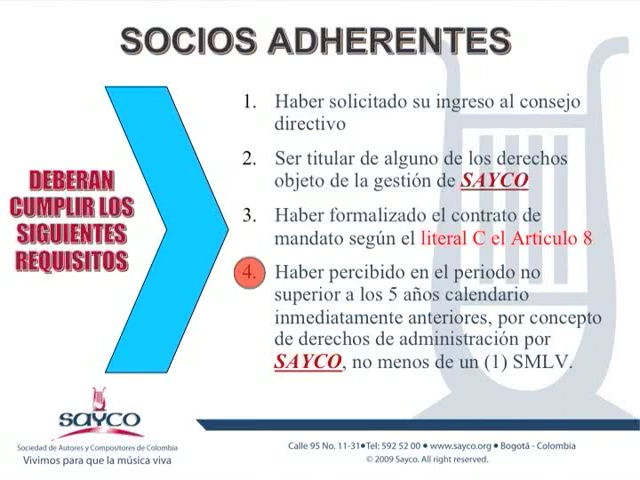 SOCIOS ADHERENTES
DEBERAN
CUMPLIR LOS
SIGUIENTES
REQUISITOS
1. Haber solicitado su ingreso al consejo
directivo
2. Ser titular de alguno de los derechos
objeto de la gestión de SAYCO
3. Haber formalizado el contrato de
mandato según el literal C el Articulo 8
4. Haber percibido en el periodo no
superior a los 5 años calendario
inmediatamente anteriores, por concepto
de derechos de administración por
SAYCO, no menos de un (1) SMLV.
sayco
Sociedad de Autores y Compositores de Colombia
Vivimos para que la música viva
Calle 95 No. 11-31●Tel: 592 52 00 ● www.sayco.org ● Bogotá - Colombia
© 2009 Sayco. All right reserved.